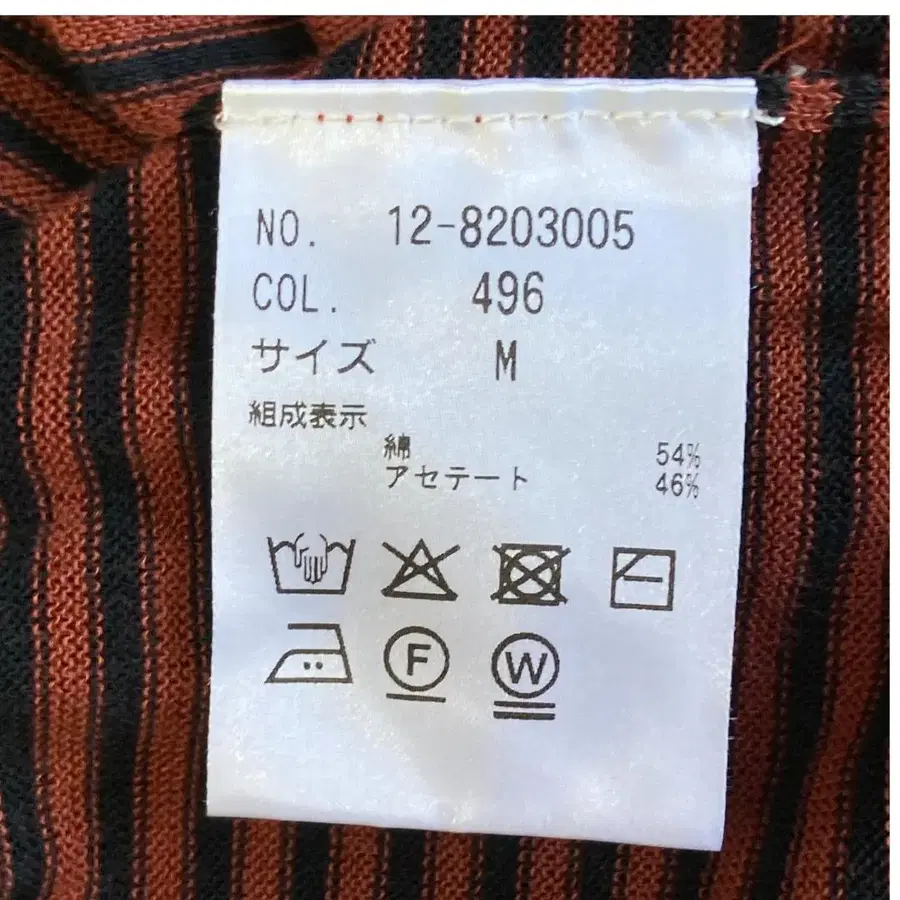 NO. 12-8203005
COL. 496
サイズ M
組成表示
綿 54%
アセテート 46%
F
W